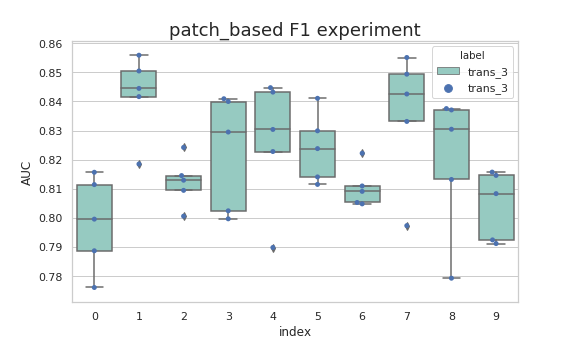 patch_based F1 experiment
0.86
0.85
0.84
0.83
0.82
0.81
0.80
0.79
0.78
AUC
label
trans_3
trans_3
0 1 2 3 4 5 6 7 8 9
index